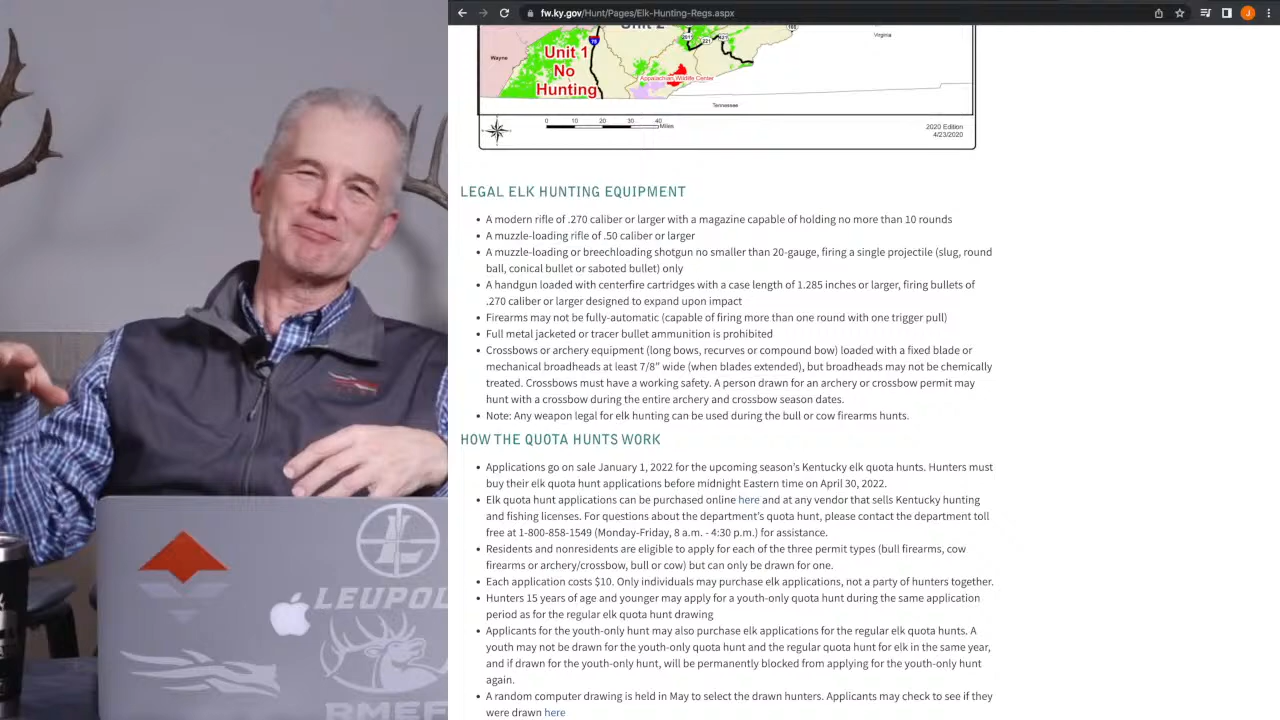 fw.ky.gov/Hunt/Pages/Elk-Hunting-Regs.aspx
J
Unit 2
Virginia
Wayne
Unit 1
No
Hunting
75
221
421
Appalachian Wildlife Center
Tennessee
0 10 20 30 40
Miles
2020 Edition
4/23/2020
LEGAL ELK HUNTING EQUIPMENT
• A modern rifle of .270 caliber or larger with a magazine capable of holding no more than 10 rounds
• A muzzle-loading rifle of .50 caliber or larger
• A muzzle-loading or breechloading shotgun no smaller than 20-gauge, firing a single projectile (slug, round
ball, conical bullet or saboted bullet) only
• A handgun loaded with centerfire cartridges with a case length of 1.285 inches or larger, firing bullets of
.270 caliber or larger designed to expand upon impact
• Firearms may not be fully-automatic (capable of firing more than one round with one trigger pull)
• Full metal jacketed or tracer bullet ammunition is prohibited
• Crossbows or archery equipment (long bows, recurves or compound bow) loaded with a fixed blade or
mechanical broadheads at least 7/8" wide (when blades extended), but broadheads may not be chemically
treated. Crossbows must have a working safety. A person drawn for an archery or crossbow permit may
hunt with a crossbow during the entire archery and crossbow season dates.
• Note: Any weapon legal for elk hunting can be used during the bull or cow firearms hunts.
HOW THE QUOTA HUNTS WORK
• Applications go on sale January 1, 2022 for the upcoming season's Kentucky elk quota hunts. Hunters must
buy their elk quota hunt applications before midnight Eastern time on April 30, 2022.
• Elk quota hunt applications can be purchased online here and at any vendor that sells Kentucky hunting
and fishing licenses. For questions about the department's quota hunt, please contact the department toll
free at 1-800-858-1549 (Monday-Friday, 8 a.m. - 4:30 p.m.) for assistance.
• Residents and nonresidents are eligible to apply for each of the three permit types (bull firearms, cow
firearms or archery/crossbow, bull or cow) but can only be drawn for one.
• Each application costs $10. Only individuals may purchase elk applications, not a party of hunters together.
• Hunters 15 years of age and younger may apply for a youth-only quota hunt during the same application
period as for the regular elk quota hunt drawing
• Applicants for the youth-only hunt may also purchase elk applications for the regular elk quota hunts. A
youth may not be drawn for the youth-only quota hunt and the regular quota hunt for elk in the same year,
and if drawn for the youth-only hunt, will be permanently blocked from applying for the youth-only hunt
again.
• A random computer drawing is held in May to select the drawn hunters. Applicants may check to see if they
were drawn here
LEUPOL
RMEF